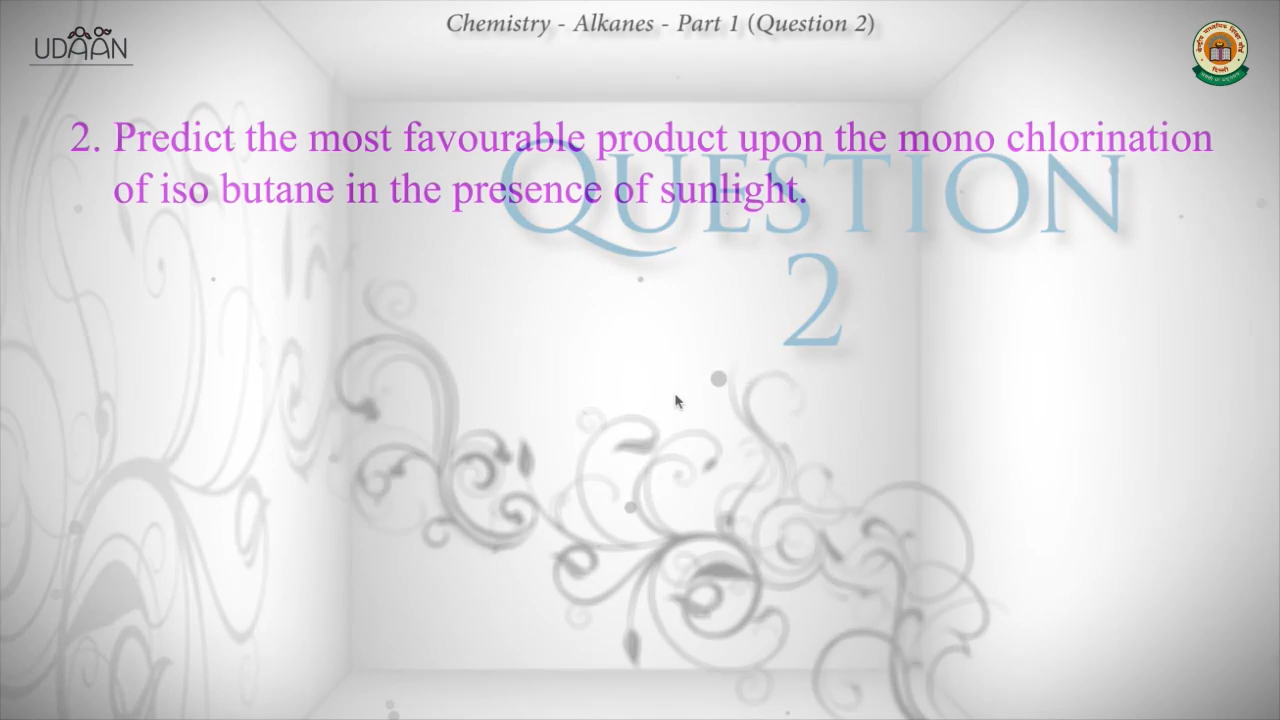 Chemistry - Alkanes - Part 1 (Question 2)
UDAAN
2. Predict the most favourable product upon the mono chlorination
of iso butane in the presence of sunlight.
QUESTION
2